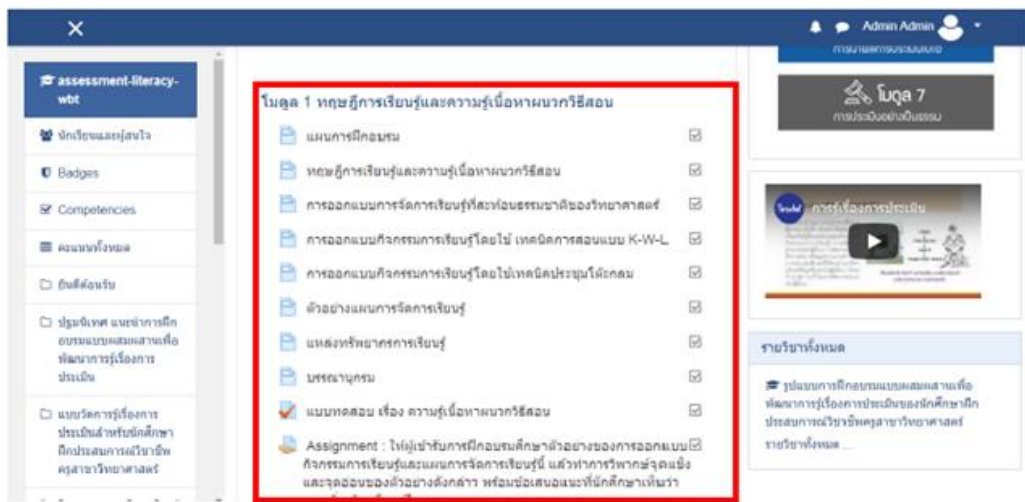 Admin Admin
assessment-literacy-
wbt
นักเรียนและผู้สนใจ
Badges
Competencies
คะแนนทั้งหมด
ยินดีต้อนรับ
ปฐมนิเทศ แนะนำการฝึก
อบรมแบบผสมผสานเพื่อ
พัฒนาการรู้เรื่องการ
ประเมิน
แบบวัดการรู้เรื่องการ
ประเมินสำหรับนักศึกษา
ฝึกประสบการณ์วิชาชีพ
ครูสาขาวิทยาศาสตร์
โมดูล 1 ทฤษฎีการเรียนรู้และความรู้เนื้อหาผนวกวิธีสอน
แผนการฝึกอบรม
ทฤษฎีการเรียนรู้และความรู้เนื้อหาผนวกวิธีสอน
การออกแบบการจัดการเรียนรู้ที่สะท้อนธรรมชาติของวิทยาศาสตร์
การออกแบบกิจกรรมการเรียนรู้โดยใช้ เทคนิคการสอนแบบ K-W-L
การออกแบบกิจกรรมการเรียนรู้โดยใช้เทคนิคประชุมโต๊ะกลม
ตัวอย่างแผนการจัดการเรียนรู้
แหล่งทรัพยากรการเรียนรู้
บรรณานุกรม
แบบทดสอบ เรื่อง ความรู้เนื้อหาผนวกวิธีสอน
Assignment : ให้ผู้เข้ารับการฝึกอบรมศึกษาตัวอย่างของการออกแบบ
กิจกรรมการเรียนรู้และแผนการจัดการเรียนรู้นี้ แล้วทำการวิพากษ์จุดแข็ง
และจุดอ่อนของตัวอย่างดังกล่าว พร้อมข้อเสนอแนะที่นักศึกษาเห็นว่า
โมดูล 7
การประเมินอย่างเป็นธรรม
การรู้เรื่องการประเมิน
รายวิชาทั้งหมด
รูปแบบการฝึกอบรมแบบผสมผสานเพื่อ
พัฒนาการรู้เรื่องการประเมินของนักศึกษาฝึก
ประสบการณ์วิชาชีพครูสาขาวิทยาศาสตร์
รายวิชาทั้งหมด ...